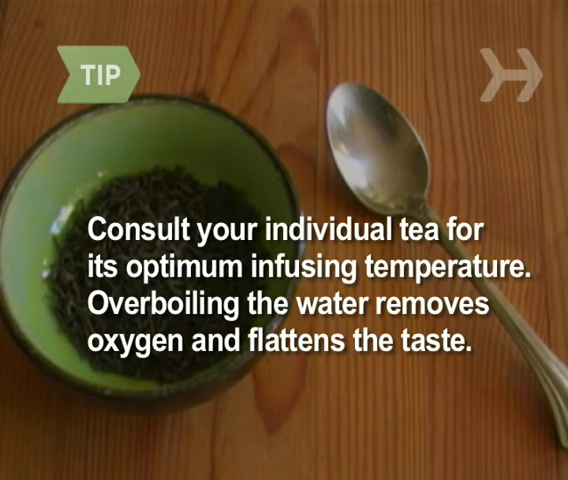 TIP
Consult your individual tea for
its optimum infusing temperature.
Overboiling the water removes
oxygen and flattens the taste.